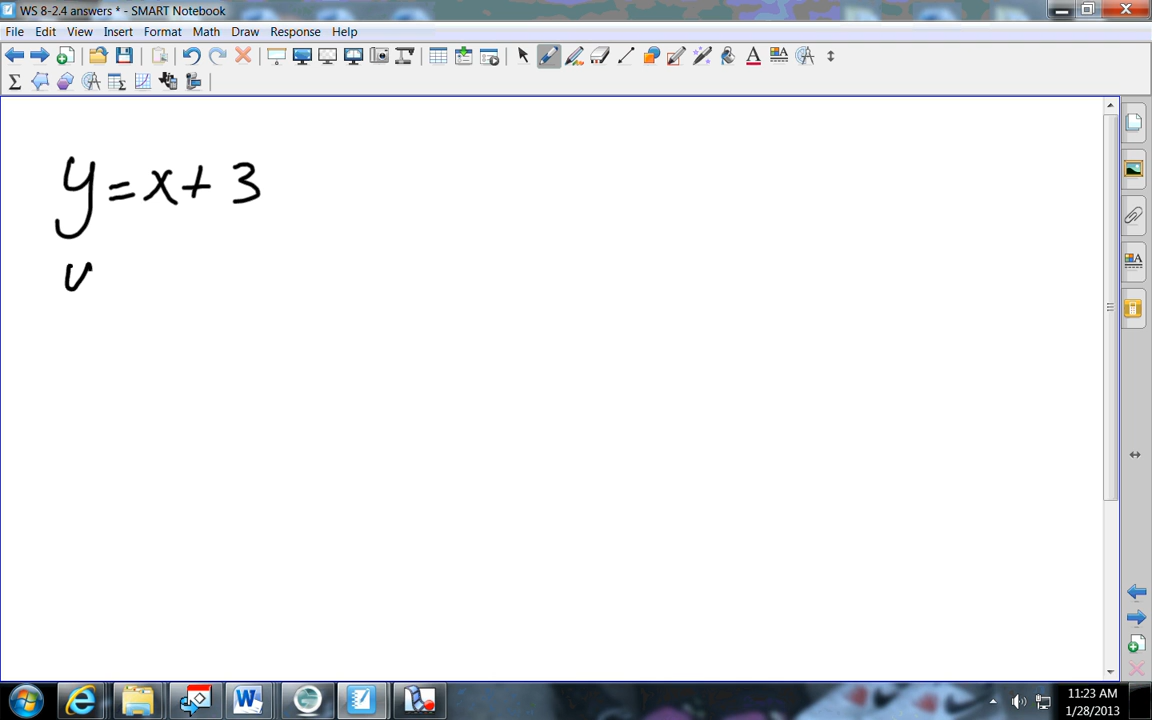 WS 8-2.4 answers * - SMART Notebook
File Edit View Insert Format Math Draw Response Help
y = x + 3
11:23 AM
1/28/2013